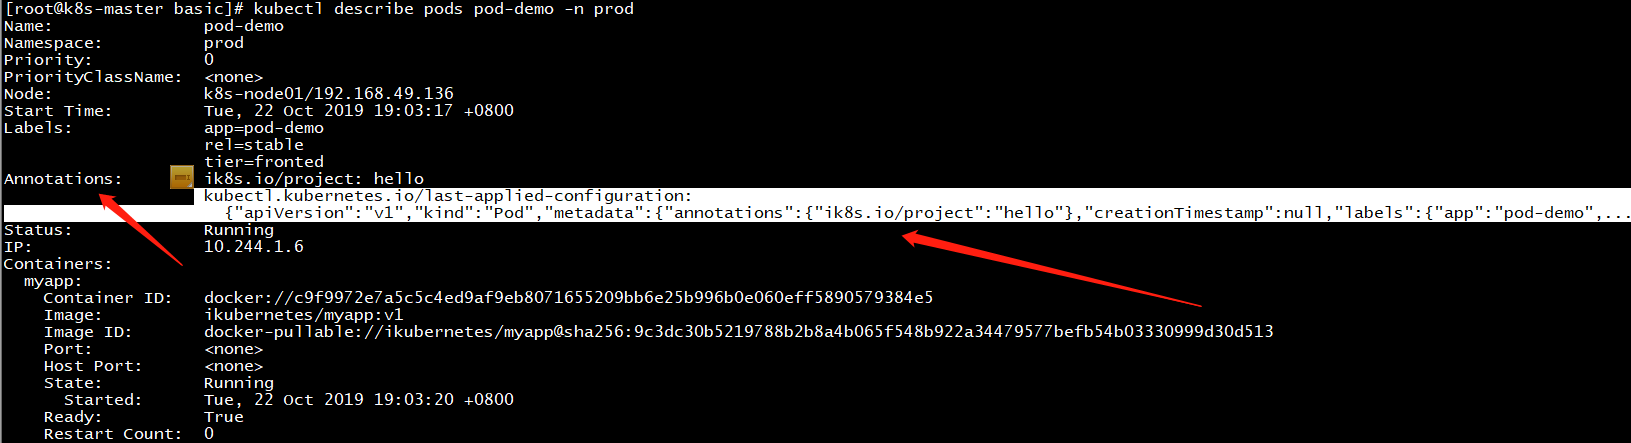 [root@k8s-master basic]# kubectl describe pods pod-demo -n prod
Name:               pod-demo
Namespace:          prod
Priority:           0
PriorityClassName:  <none>
Node:               k8s-node01/192.168.49.136
Start Time:         Tue, 22 Oct 2019 19:03:17 +0800
Labels:             app=pod-demo
                    rel=stable
                    tier=fronted
Annotations:        ik8s.io/project: hello
                    kubectl.kubernetes.io/last-applied-configuration:
                      {"apiVersion":"v1","kind":"Pod","metadata":{"annotations":{"ik8s.io/project":"hello"},"creationTimestamp":null,"labels":{"app":"pod-demo",...
Status:             Running
IP:                 10.244.1.6
Containers:
  myapp:
    Container ID:   docker://c9f9972e7a5c5c4ed9af9eb8071655209bb6e25b996b0e060eff5890579384e5
    Image:          ikubernetes/myapp:v1
    Image ID:       docker-pullable://ikubernetes/myapp@sha256:9c3dc30b5219788b2b8a4b065f548b922a34479577befb54b03330999d30d513
    Port:           <none>
    Host Port:      <none>
    State:          Running
      Started:      Tue, 22 Oct 2019 19:03:20 +0800
    Ready:          True
    Restart Count:  0